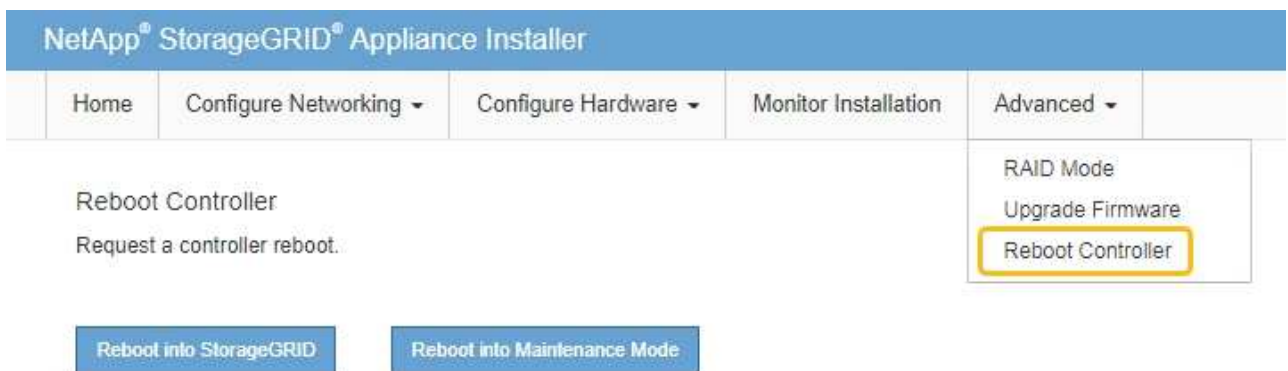 NetApp® StorageGRID® Appliance Installer
Home Configure Networking Configure Hardware Monitor Installation Advanced
RAID Mode
Upgrade Firmware
Reboot Controller
Reboot Controller
Request a controller reboot.
Reboot into StorageGRID Reboot into Maintenance Mode